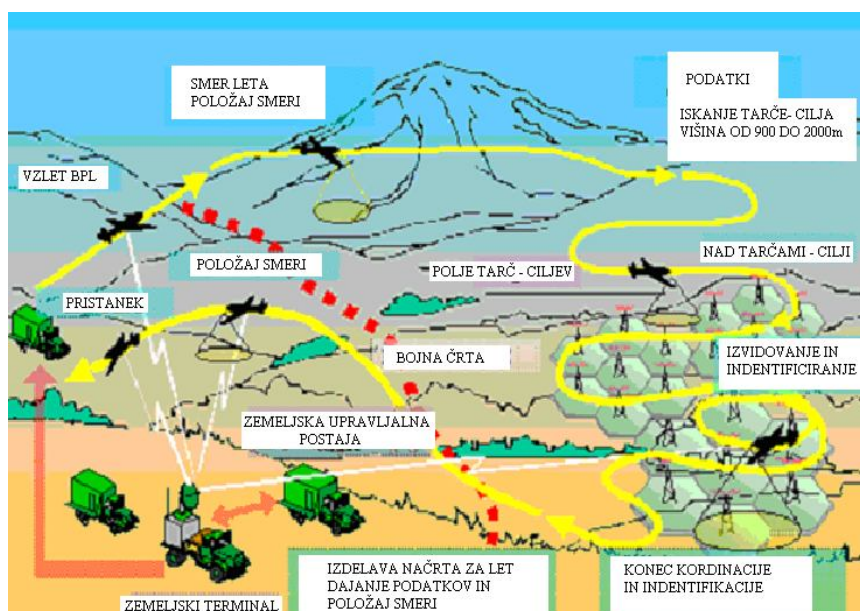 SMER LETA
POLOŽAJ SMERI
PODATKI
ISKANJE TARČE- CILJA
VIŠINA OD 900 DO 2000m
VZLET BPL
POLOŽAJ SMERI
POLJE TARČ - CILJEV
NAD TARČAMI - CILJI
PRISTANEK
BOJNA ČRTA
IZVIDOVANJE IN
INDENTIFICIRANJE
ZEMELJSKA UPRAVLJALNA
POSTAJA
IZDELAVA NAČRTA ZA LET
DAJANJE PODATKOV IN
POLOŽAJ SMERI
KONEC KORDINACIJE
IN INDENTIFIKACIJE
ZEMELJSKI TERMINAL